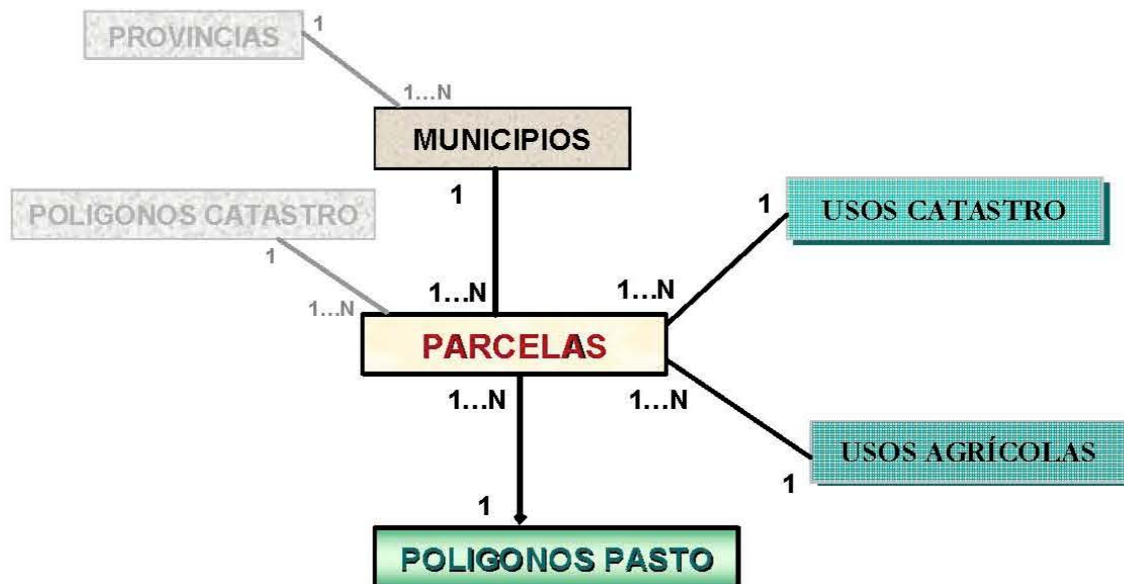 PROVINCIAS
1
1...N
MUNICIPIOS
1
POLIGONOS CATASTRO
1
1...N
1...N
1...N
1
USOS CATASTRO
PARCELAS
1...N
1...N
1
USOS AGRÍCOLAS
1
POLIGONOS PASTO